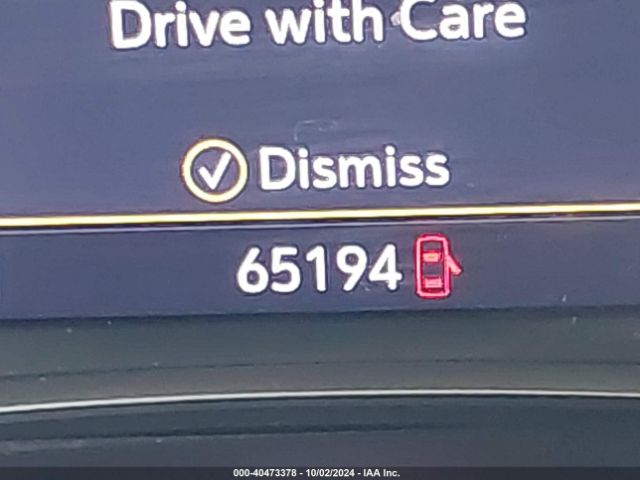 Drive with Care
Dismiss
65194
000-40473378 - 10/02/2024 - IAA Inc.